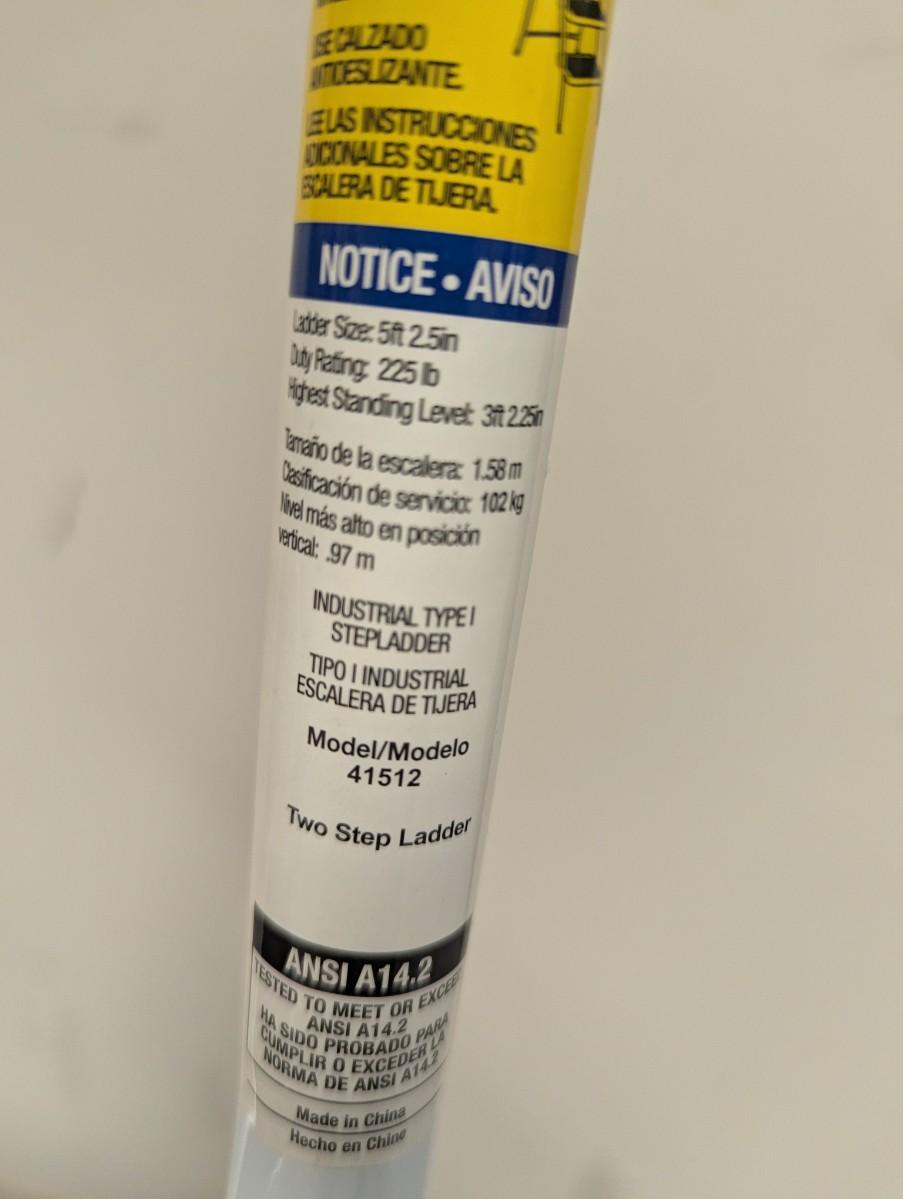 USE CALZADO
ANTIDESLIZANTE.
LEE LAS INSTRUCCIONES
ADICIONALES SOBRE LA
ESCALERA DE TIJERA.
NOTICE • AVISO
Ladder Size: 5ft 2.5in
Duty Rating: 225 lb
Highest Standing Level: 3ft 2.25in
Tamaño de la escalera: 1.58 m
Clasificación de servicio: 102 kg
Nivel más alto en posición
vertical: .97 m
INDUSTRIAL TYPE I
STEPLADDER
TIPO I INDUSTRIAL
ESCALERA DE TIJERA
Model/Modelo
41512
Two Step Ladder
ANSI A14.2
TESTED TO MEET OR EXCEED
ANSI A14.2
HA SIDO PROBADO PARA
CUMPLIR O EXCEDER LA
NORMA DE ANSI A14.2
Made in China
Hecho en Chino